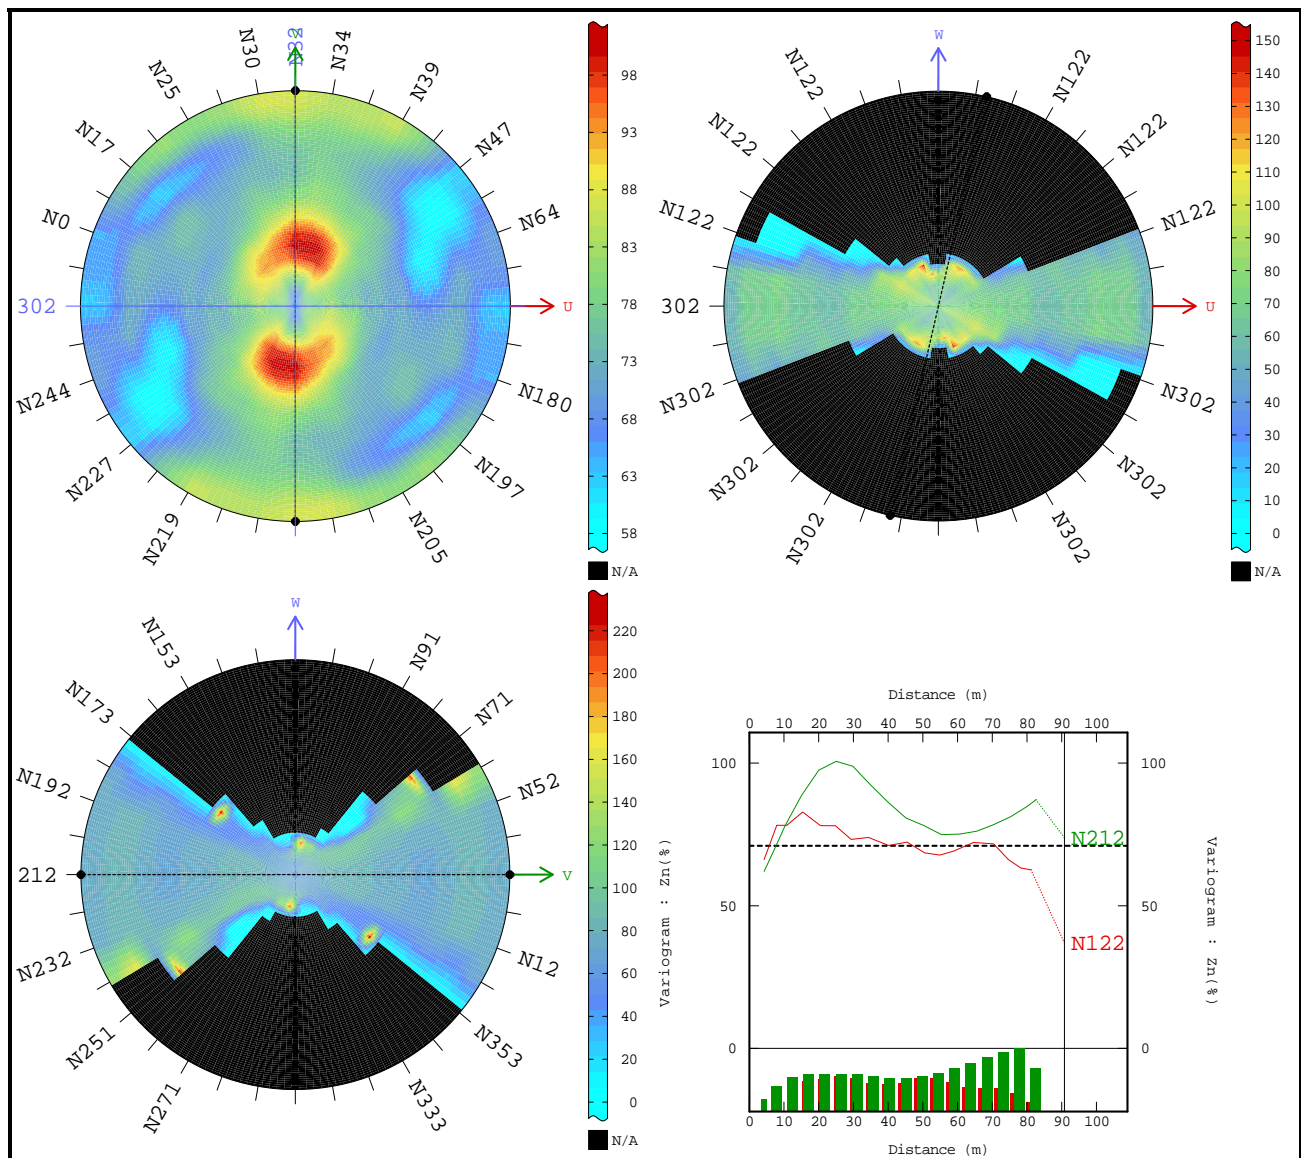 N30
N32
V
N34
N25
N39
N17
N47
N0
N64
302
U
N244
N180
N227
N197
N219
N205
98
93
88
83
78
73
68
63
58
N/A
W
N122
N122
N122
N122
N122
N122
302
U
N302
N302
N302
N302
N302
N302
150
140
130
120
110
100
90
80
70
60
50
40
30
20
10
0
N/A
W
N153
N91
N173
N71
N192
N52
212
V
N232
N12
N251
N353
N271
N333
220
200
180
160
140
120
100
80
60
40
20
0
N/A
Distance (m)
0 10 20 30 40 50 60 70 80 90 100
100 100
N212
50 50
N122
0 0
Variogram : Zn(%)
Variogram : Zn(%)
0 10 20 30 40 50 60 70 80 90 100
Distance (m)